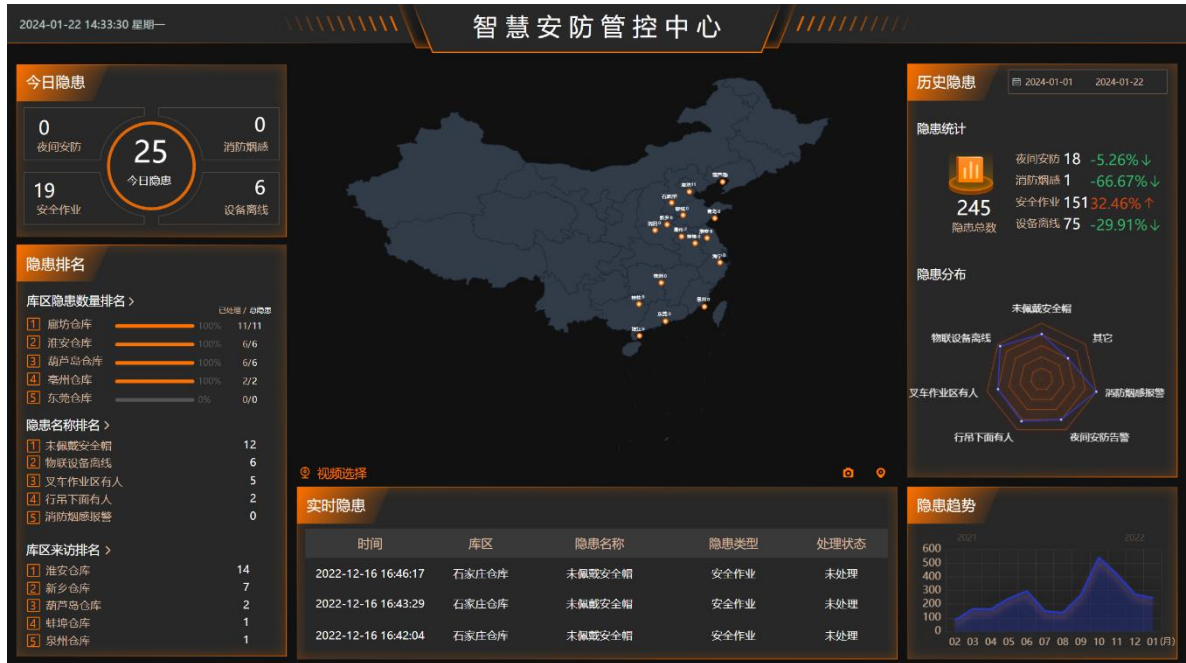 2024-01-22 14:33:30 星期一
智慧安防管控中心
今日隐患
0
夜间安防
0
消防烟感
25
今日隐患
19
安全作业
6
设备离线
隐患排名
库区隐患数量排名 >
已处理 / 总隐患
1 廊坊仓库 100% 11/11
2 淮安仓库 100% 6/6
3 葫芦岛仓库 100% 6/6
4 亳州仓库 100% 2/2
5 东莞仓库 0% 0/0
隐患名称排名 >
1 未佩戴安全帽 12
2 物联设备离线 6
3 叉车作业区有人 5
4 行吊下面有人 2
5 消防烟感报警 0
库区来访排名 >
1 淮安仓库 14
2 新乡仓库 7
3 葫芦岛仓库 2
4 蚌埠仓库 1
5 泉州仓库 1
视频选择
实时隐患
时间 库区 隐患名称 隐患类型 处理状态
2022-12-16 16:46:17 石家庄仓库 未佩戴安全帽 安全作业 未处理
2022-12-16 16:43:29 石家庄仓库 未佩戴安全帽 安全作业 未处理
2022-12-16 16:42:04 石家庄仓库 未佩戴安全帽 安全作业 未处理
历史隐患
2024-01-01 2024-01-22
隐患统计
245
隐患总数
夜间安防 18 -5.26%↓
消防烟感 1 -66.67%↓
安全作业 151 32.46%↑
设备离线 75 -29.91%↓
隐患分布
未佩戴安全帽
物联设备离线
其它
叉车作业区有人
消防烟感报警
行吊下面有人
夜间安防告警
隐患趋势
2021 2022
600
500
400
300
200
100
0
02 03 04 05 06 07 08 09 10 11 12 01(月)